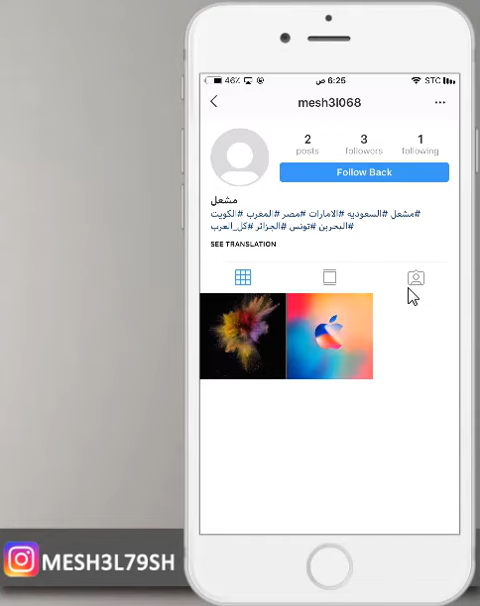 46% 6:25 ص STC
mesh3l068
2 3 1
posts followers following
Follow Back
مشعل
#مشعل #السعوديه #الامارات #مصر #المغرب #الكويت
#البحرين #تونس #الجزائر #كل_العرب
SEE TRANSLATION
MESH3L79SH